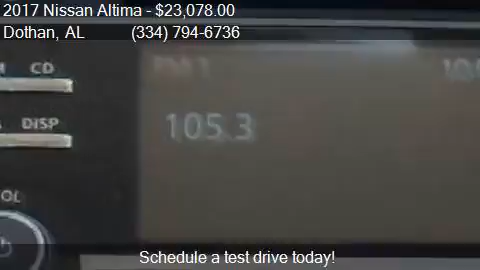 2017 Nissan Altima - $23,078.00
Dothan, AL (334) 794-6736
CD
DISP
105.3
Schedule a test drive today!